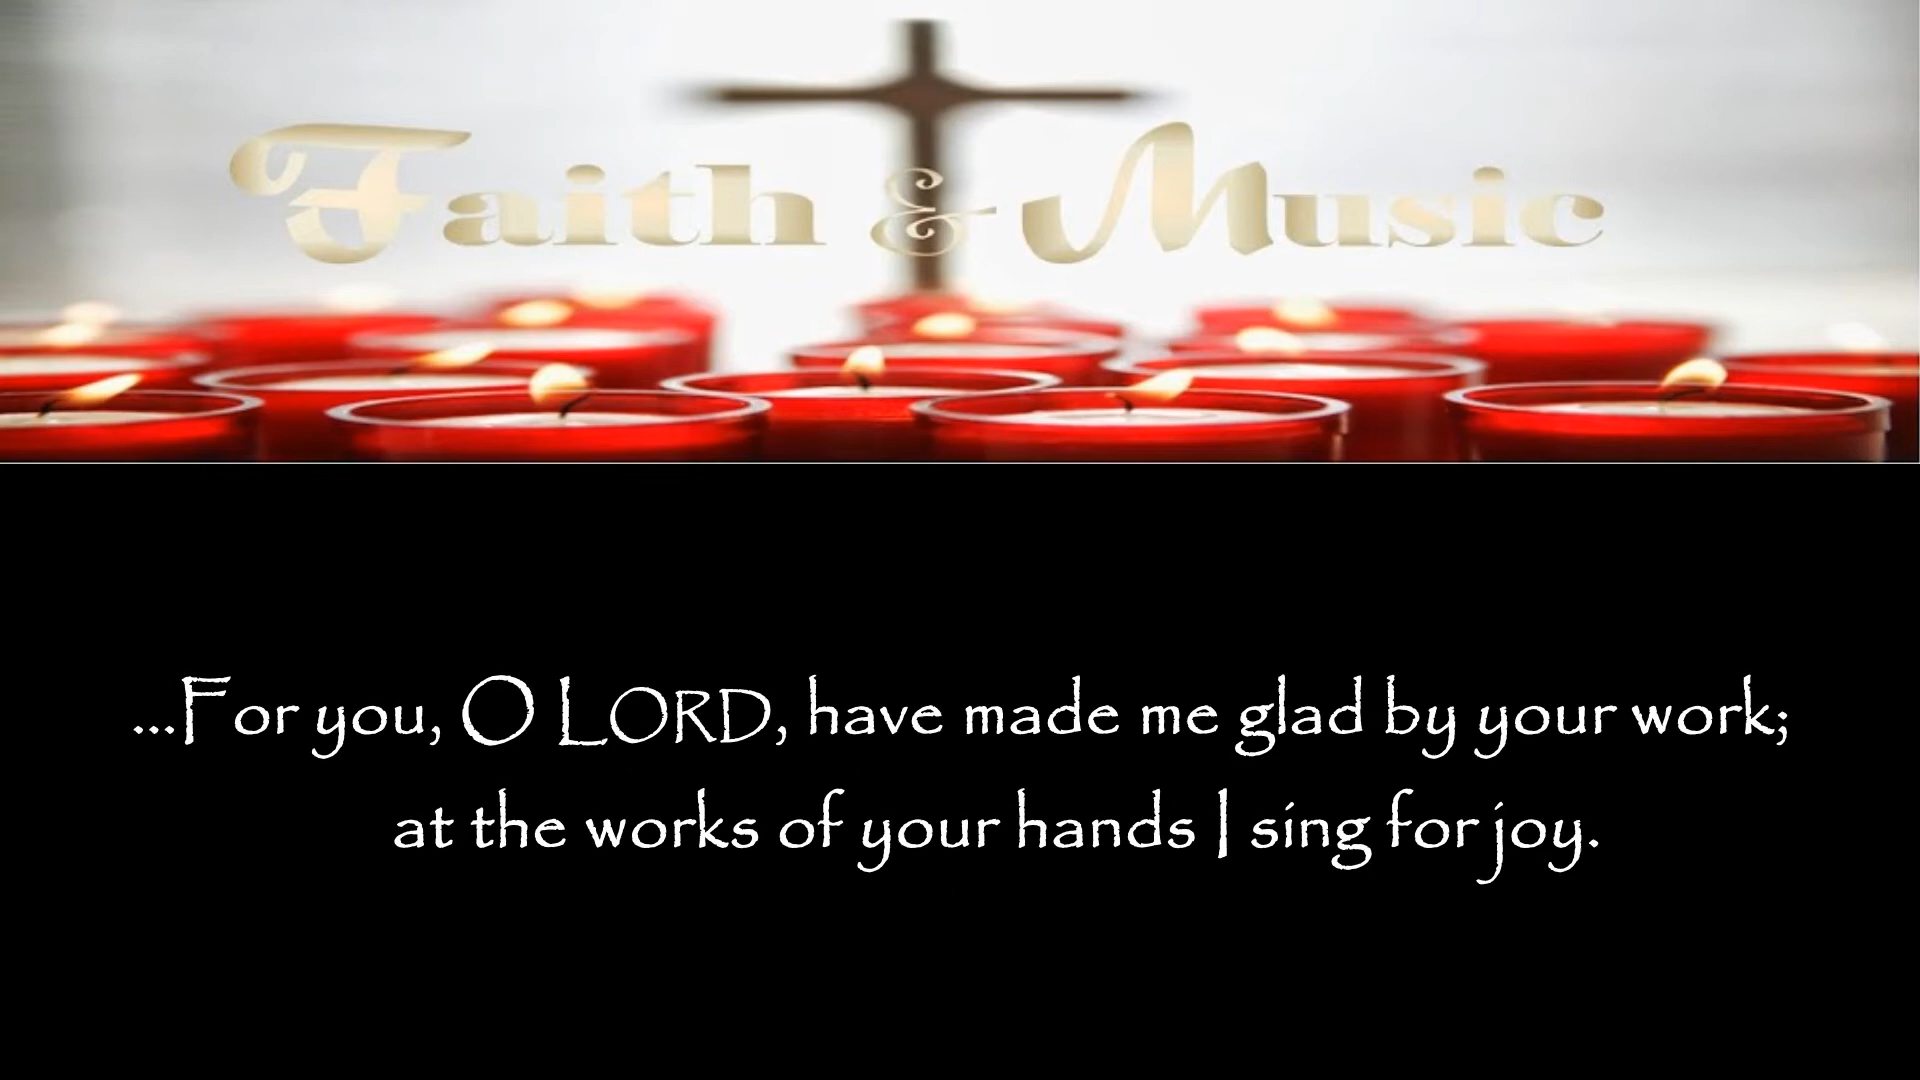 Faith & Music
...For you, O LORD, have made me glad by your work;
at the works of your hands I sing for joy.